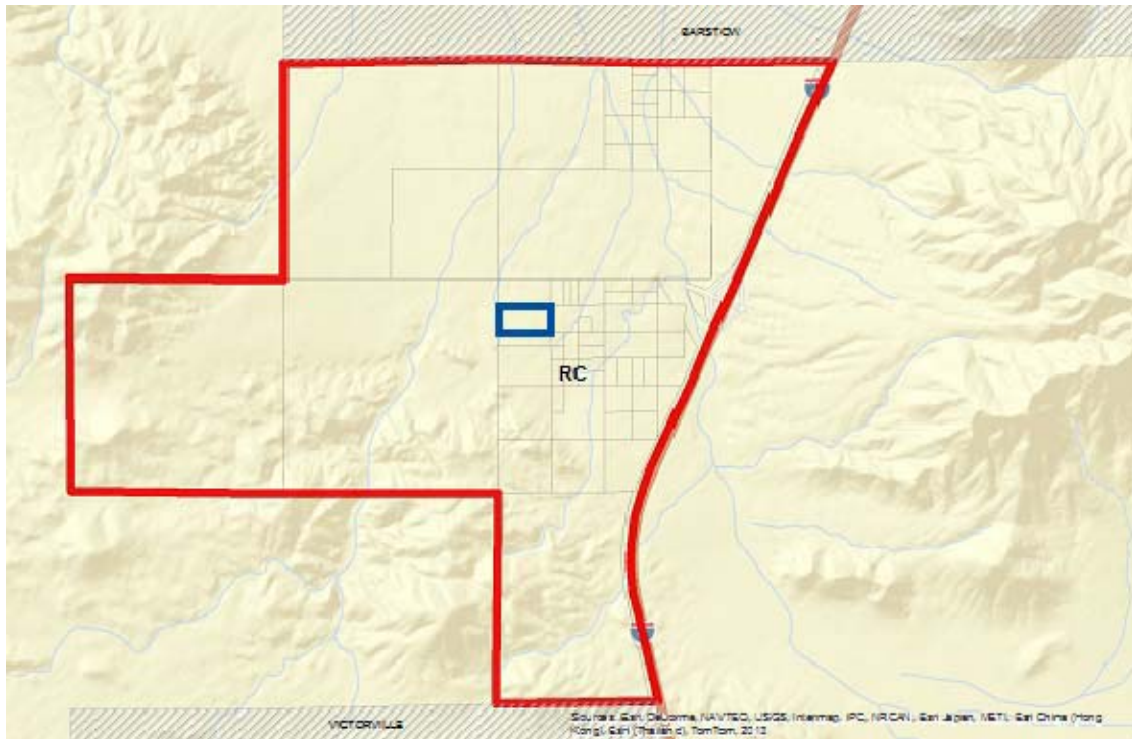 BARSTOW
RC
VICTORVILLE
Sources: Esri, DeLorme, NAVTEQ, USGS, Intermap, iPC, NRCAN, Esri Japan, METI, Esri China (Hong
Kong), Esri (Thailand), TomTom, 2013